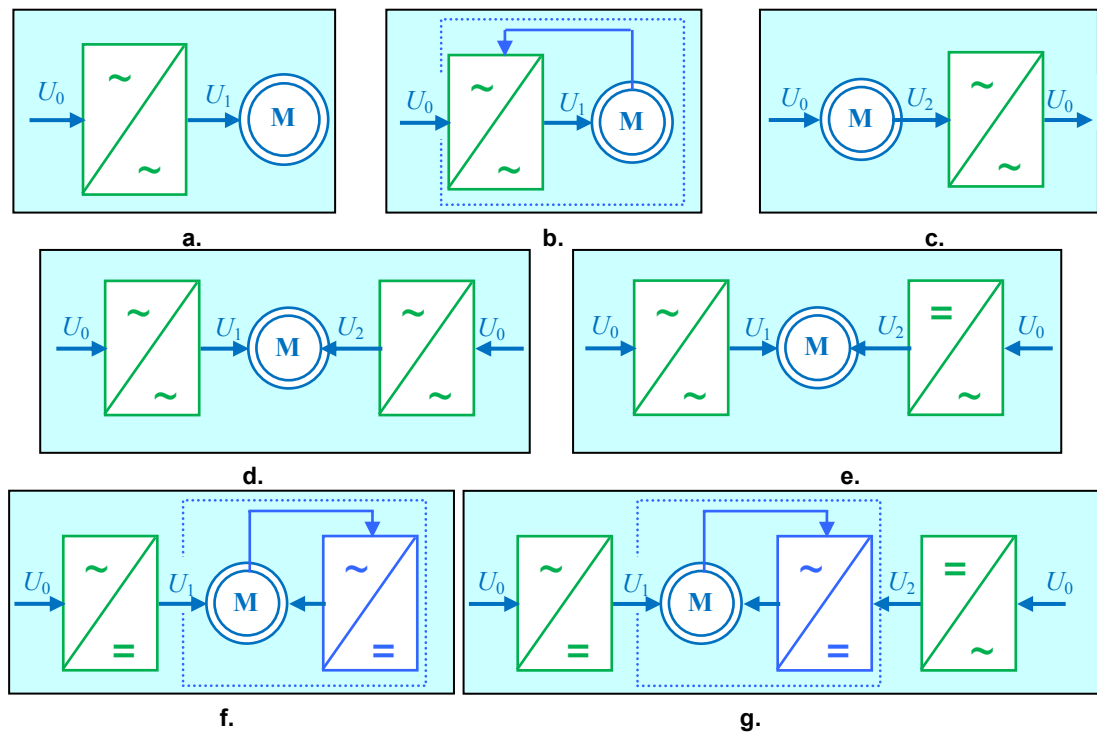 U₀ ~ ~ U₁ M
U₀ ~ ~ U₁ M
U₀ M U₂ ~ ~ U₀
a.
b.
c.
U₀ ~ ~ U₁ M U₂ ~ ~ U₀
U₀ ~ ~ U₁ M U₂ = ~ U₀
d.
e.
U₀ ~ = U₁ M ~ =
U₀ ~ = U₁ M ~ = U₂ = ~ U₀
f.
g.